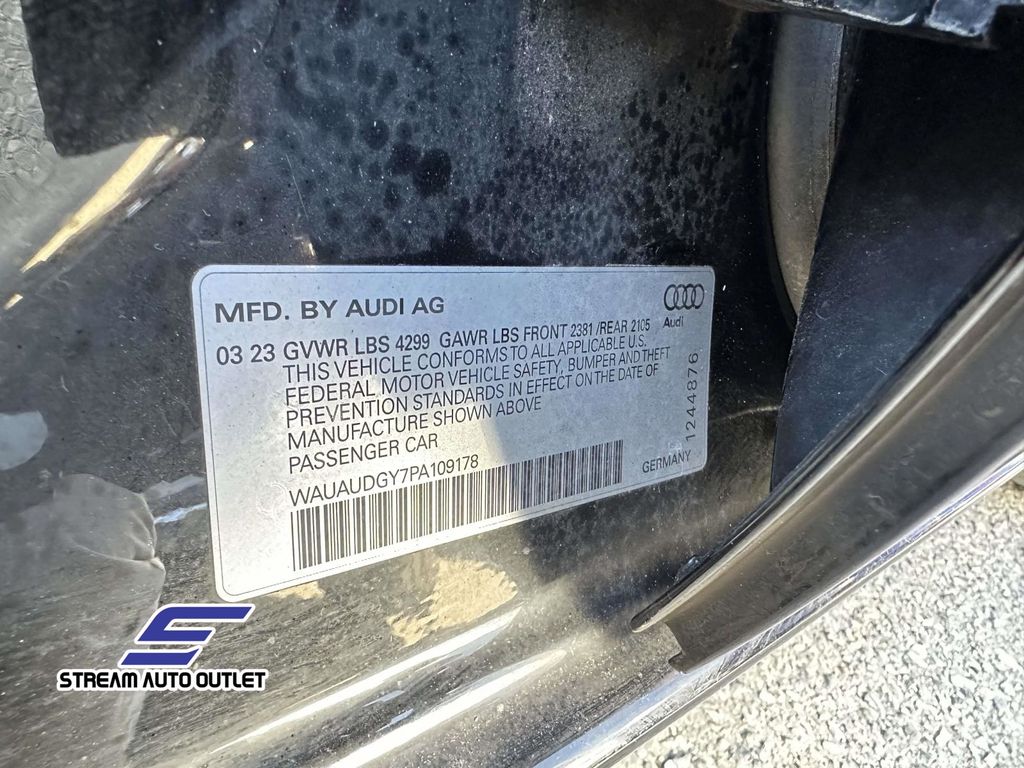 MFD. BY AUDI AG
Audi
03 23 GVWR LBS 4299 GAWR LBS FRONT 2381 /REAR 2105
THIS VEHICLE CONFORMS TO ALL APPLICABLE U.S.
FEDERAL MOTOR VEHICLE SAFETY, BUMPER AND THEFT
PREVENTION STANDARDS IN EFFECT ON THE DATE OF
MANUFACTURE SHOWN ABOVE
PASSENGER CAR
WAUAUDGY7PA109178
GERMANY
1244876
STREAM AUTO OUTLET